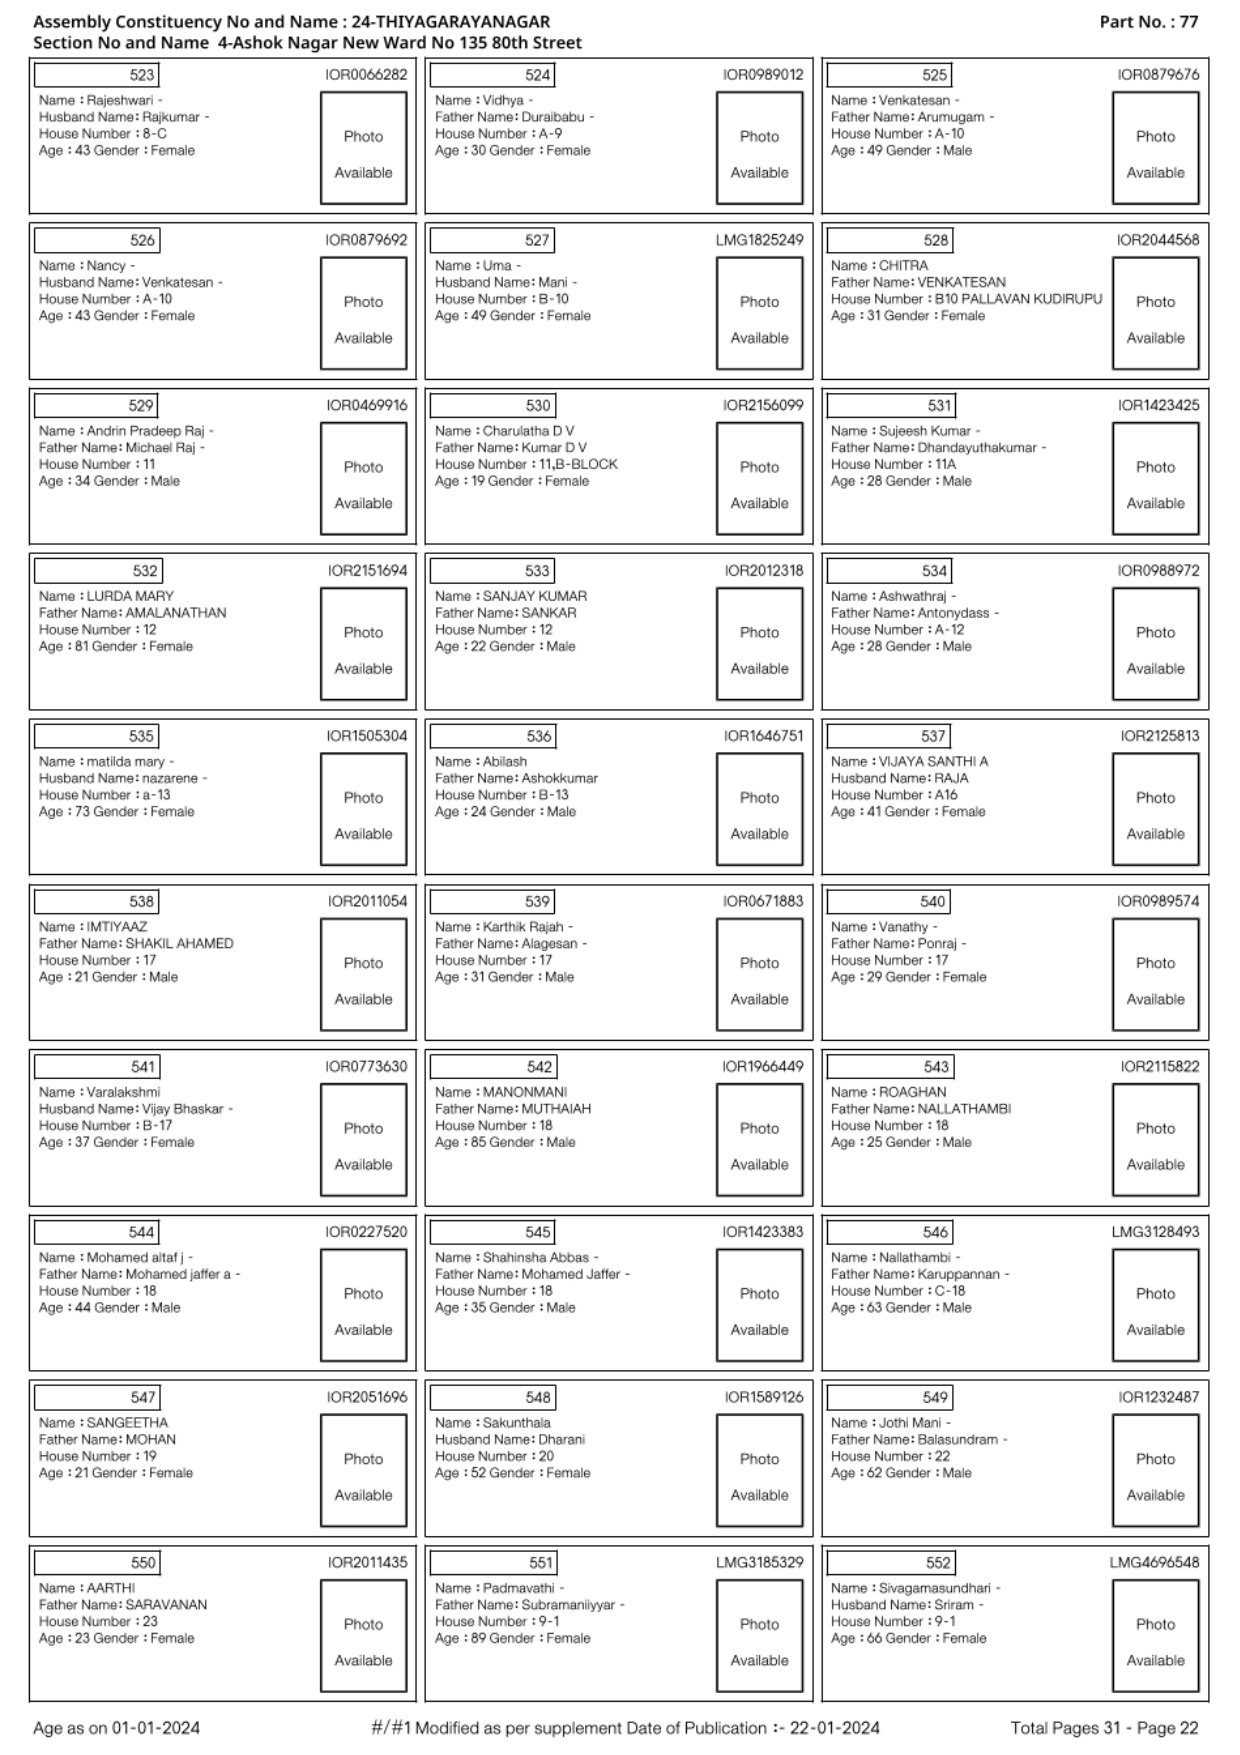 Assembly Constituency No and Name : 24-THIYAGARAYANAGAR
Part No. : 77
Section No and Name 4-Ashok Nagar New Ward No 135 80th Street
523 IOR0066282
Name : Rajeshwari -
Husband Name: Rajkumar -
House Number : 8-C
Age : 43 Gender : Female
Photo
Available
524 IOR0989012
Name : Vidhya -
Father Name: Duraibabu -
House Number : A-9
Age : 30 Gender : Female
Photo
Available
525 IOR0879676
Name : Venkatesan -
Father Name: Arumugam -
House Number : A-10
Age : 49 Gender : Male
Photo
Available
526 IOR0879692
Name : Nancy -
Husband Name: Venkatesan -
House Number : A-10
Age : 43 Gender : Female
Photo
Available
527 LMG1825249
Name : Uma -
Husband Name: Mani -
House Number : B-10
Age : 49 Gender : Female
Photo
Available
528 IOR2044568
Name : CHITRA
Father Name: VENKATESAN
House Number : B10 PALLAVAN KUDIRUPU
Age : 31 Gender : Female
Photo
Available
529 IOR0469916
Name : Andrin Pradeep Raj -
Father Name: Michael Raj -
House Number : 11
Age : 34 Gender : Male
Photo
Available
530 IOR2156099
Name : Charulatha D V
Father Name: Kumar D V
House Number : 11,B-BLOCK
Age : 19 Gender : Female
Photo
Available
531 IOR1423425
Name : Sujeesh Kumar -
Father Name: Dhandayuthakumar -
House Number : 11A
Age : 28 Gender : Male
Photo
Available
532 IOR2151694
Name : LURDA MARY
Father Name: AMALANATHAN
House Number : 12
Age : 81 Gender : Female
Photo
Available
533 IOR2012318
Name : SANJAY KUMAR
Father Name: SANKAR
House Number : 12
Age : 22 Gender : Male
Photo
Available
534 IOR0988972
Name : Ashwathraj -
Father Name: Antonydass -
House Number : A-12
Age : 28 Gender : Male
Photo
Available
535 IOR1505304
Name : matilda mary -
Husband Name: nazarene -
House Number : a-13
Age : 73 Gender : Female
Photo
Available
536 IOR1646751
Name : Abilash
Father Name: Ashokkumar
House Number : B-13
Age : 24 Gender : Male
Photo
Available
537 IOR2125813
Name : VIJAYA SANTHI A
Husband Name: RAJA
House Number : A16
Age : 41 Gender : Female
Photo
Available
538 IOR2011054
Name : IMTIYAAZ
Father Name: SHAKIL AHAMED
House Number : 17
Age : 21 Gender : Male
Photo
Available
539 IOR0671883
Name : Karthik Rajah -
Father Name: Alagesan -
House Number : 17
Age : 31 Gender : Male
Photo
Available
540 IOR0989574
Name : Vanathy -
Father Name: Ponraj -
House Number : 17
Age : 29 Gender : Female
Photo
Available
541 IOR0773630
Name : Varalakshmi
Husband Name: Vijay Bhaskar -
House Number : B-17
Age : 37 Gender : Female
Photo
Available
542 IOR1966449
Name : MANONMANI
Father Name: MUTHAIAH
House Number : 18
Age : 85 Gender : Male
Photo
Available
543 IOR2115822
Name : ROAGHAN
Father Name: NALLATHAMBI
House Number : 18
Age : 25 Gender : Male
Photo
Available
544 IOR0227520
Name : Mohamed altaf j -
Father Name: Mohamed jaffer a -
House Number : 18
Age : 44 Gender : Male
Photo
Available
545 IOR1423383
Name : Shahinsha Abbas -
Father Name: Mohamed Jaffer -
House Number : 18
Age : 35 Gender : Male
Photo
Available
546 LMG3128493
Name : Nallathambi -
Father Name: Karuppannan -
House Number : C-18
Age : 63 Gender : Male
Photo
Available
547 IOR2051696
Name : SANGEETHA
Father Name: MOHAN
House Number : 19
Age : 21 Gender : Female
Photo
Available
548 IOR1589126
Name : Sakunthala
Husband Name: Dharani
House Number : 20
Age : 52 Gender : Female
Photo
Available
549 IOR1232487
Name : Jothi Mani -
Father Name: Balasundram -
House Number : 22
Age : 62 Gender : Male
Photo
Available
550 IOR2011435
Name : AARTHI
Father Name: SARAVANAN
House Number : 23
Age : 23 Gender : Female
Photo
Available
551 LMG3185329
Name : Padmavathi -
Father Name: Subramaniiyyar -
House Number : 9-1
Age : 89 Gender : Female
Photo
Available
552 LMG4696548
Name : Sivagamasundhari -
Husband Name: Sriram -
House Number : 9-1
Age : 66 Gender : Female
Photo
Available
Age as on 01-01-2024
#/#1 Modified as per supplement Date of Publication :- 22-01-2024
Total Pages 31 - Page 22